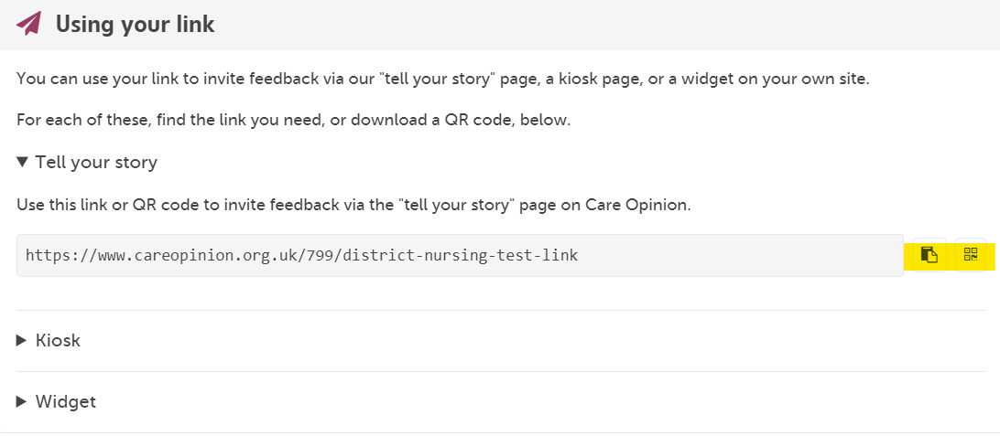 Using your link
You can use your link to invite feedback via our "tell your story" page, a kiosk page, or a widget on your own site.
For each of these, find the link you need, or download a QR code, below.
Tell your story
Use this link or QR code to invite feedback via the "tell your story" page on Care Opinion.
https://www.careopinion.org.uk/799/district-nursing-test-link
Kiosk
Widget